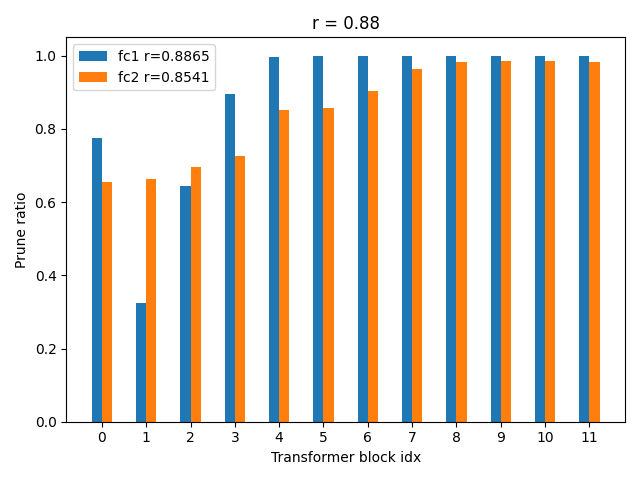 r = 0.88
fc1 r=0.8865
fc2 r=0.8541
Prune ratio
1.0
0.8
0.6
0.4
0.2
0.0
0 1 2 3 4 5 6 7 8 9 10 11
Transformer block idx